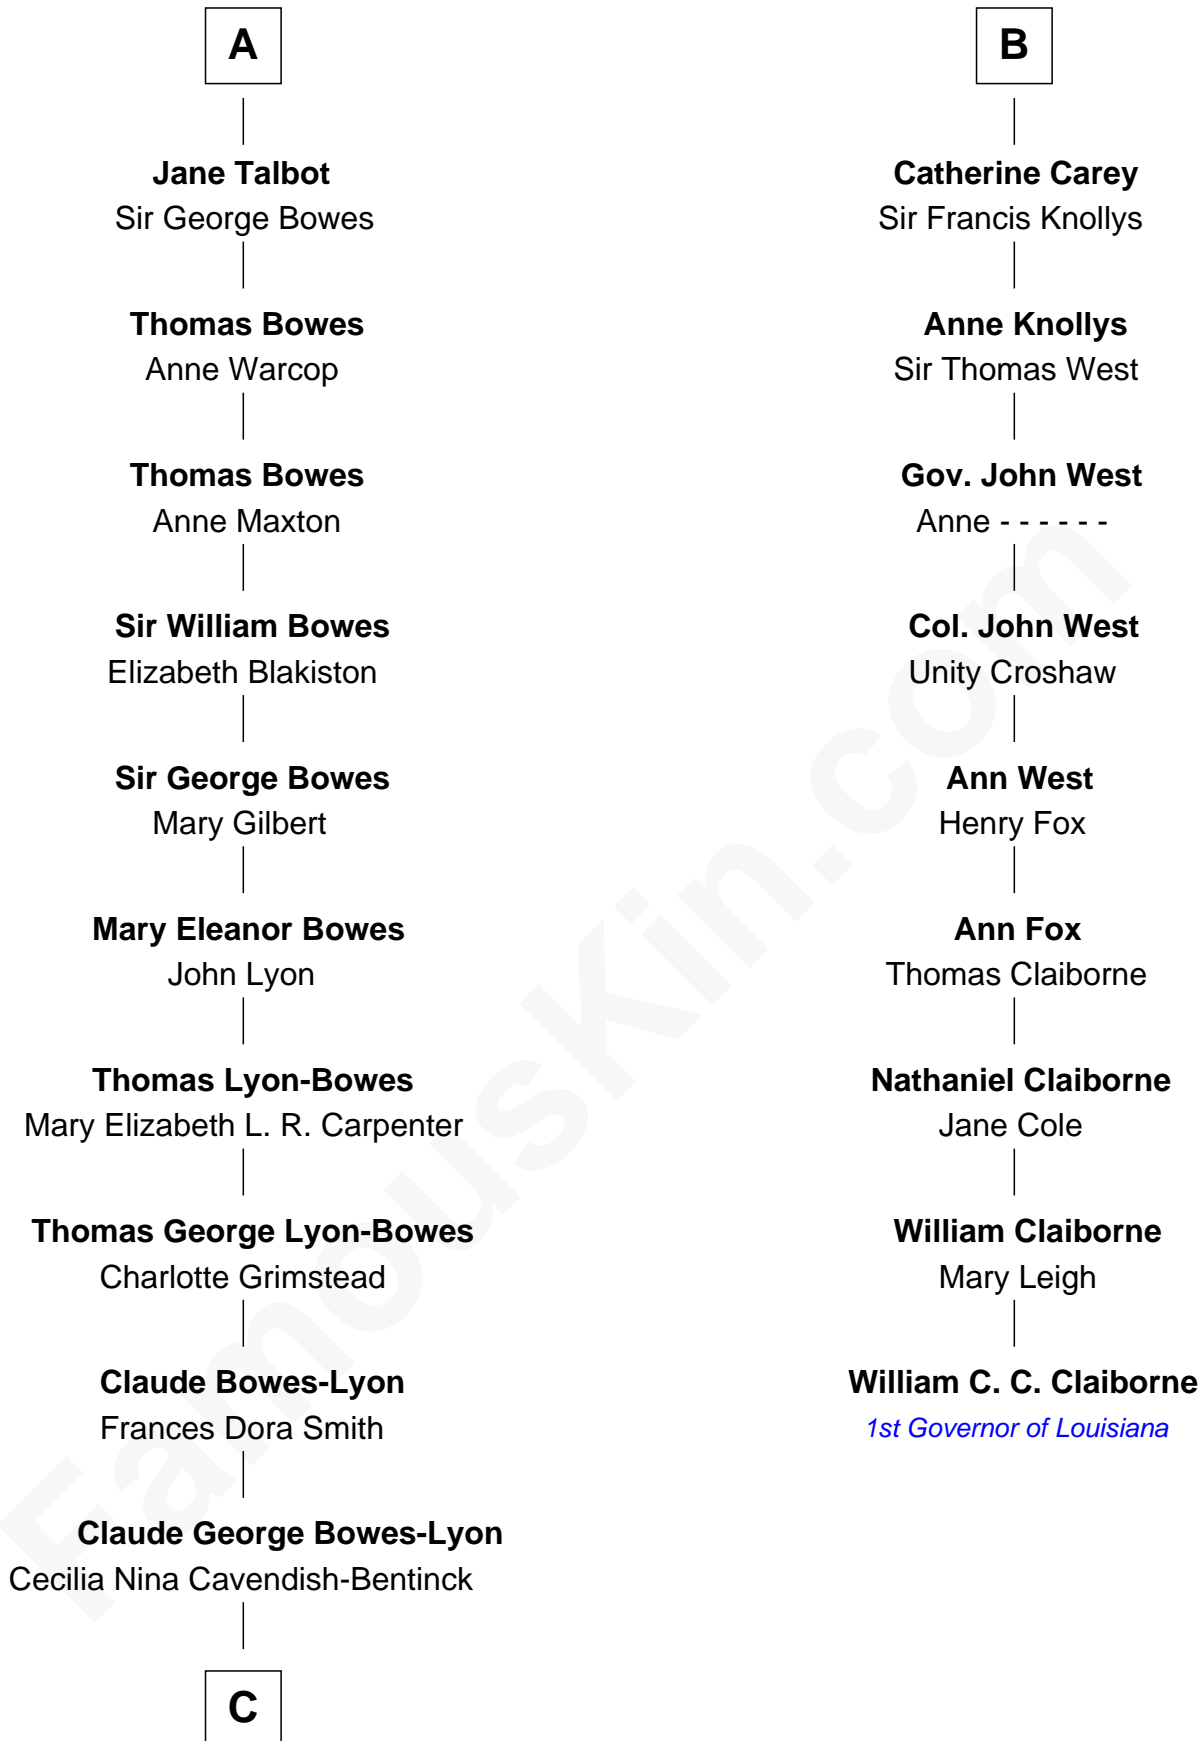 A
Jane Talbot
Sir George Bowes
Thomas Bowes
Anne Warcop
Thomas Bowes
Anne Maxton
Sir William Bowes
Elizabeth Blakiston
Sir George Bowes
Mary Gilbert
Mary Eleanor Bowes
John Lyon
Thomas Lyon-Bowes
Mary Elizabeth L. R. Carpenter
Thomas George Lyon-Bowes
Charlotte Grimstead
Claude Bowes-Lyon
Frances Dora Smith
Claude George Bowes-Lyon
Cecilia Nina Cavendish-Bentinck
C
B
Catherine Carey
Sir Francis Knollys
Anne Knollys
Sir Thomas West
Gov. John West
Anne - - - - - -
Col. John West
Unity Croshaw
Ann West
Henry Fox
Ann Fox
Thomas Claiborne
Nathaniel Claiborne
Jane Cole
William Claiborne
Mary Leigh
William C. C. Claiborne
1st Governor of Louisiana
FamousKin.com